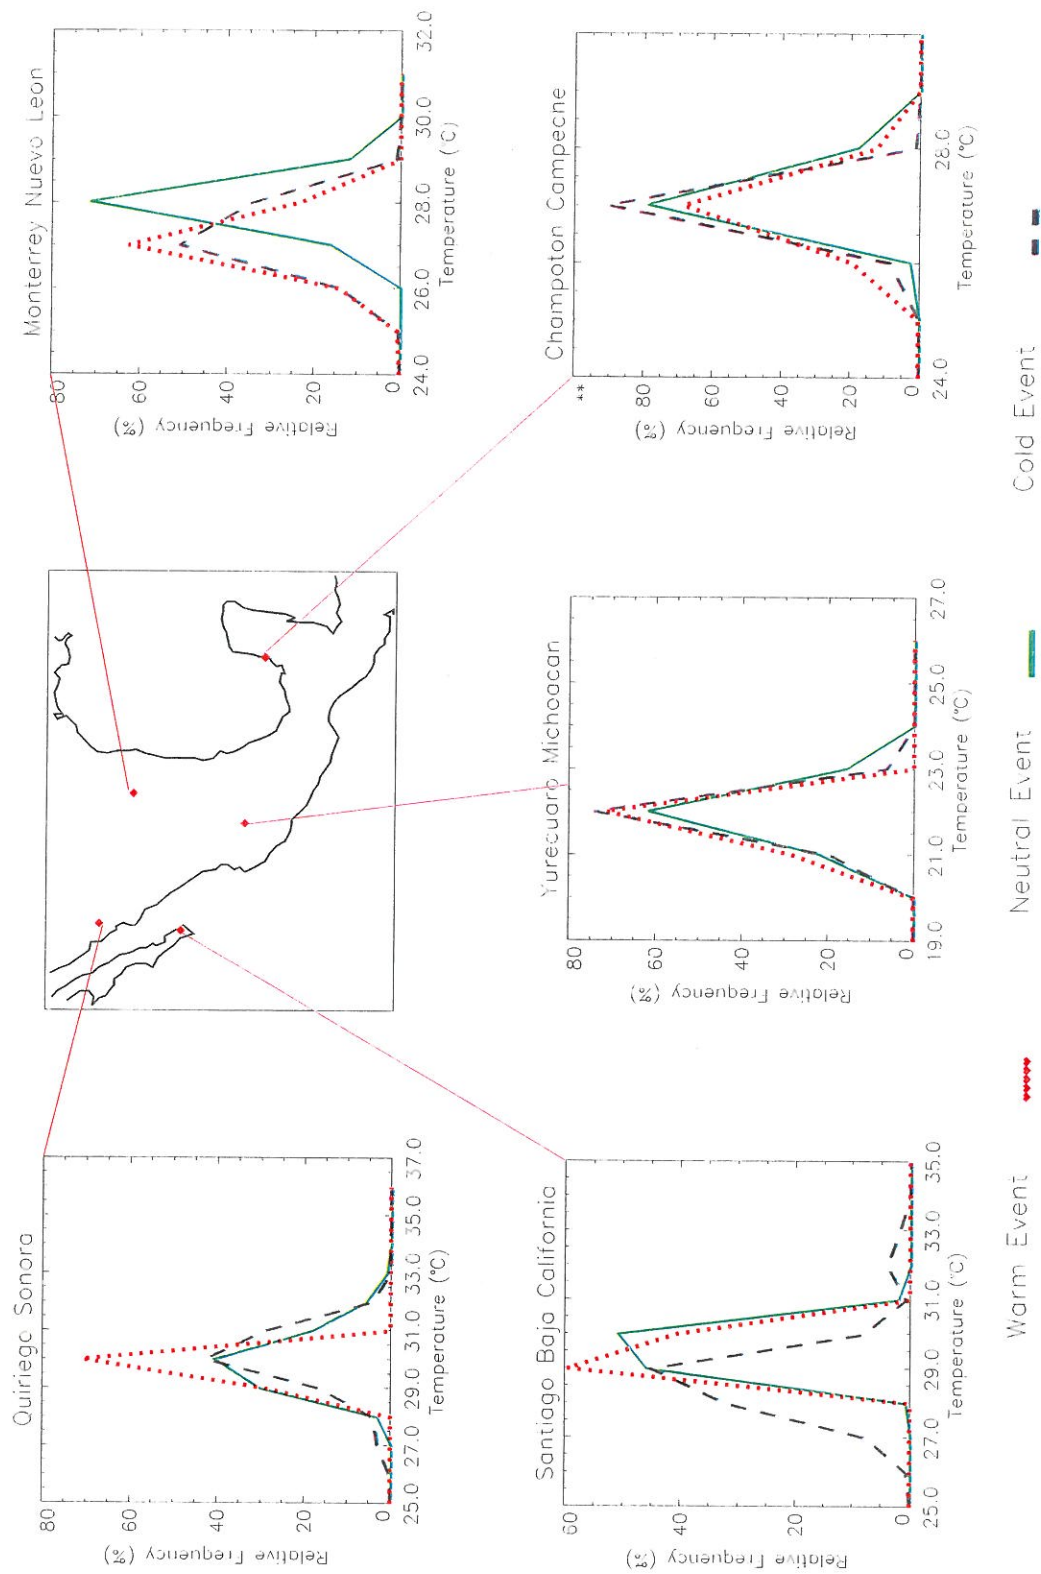 Quiriego Sonora
Relative Frequency (%)
80
60
40
20
0
25.0 27.0 29.0 31.0 33.0 35.0 37.0
Temperature (°C)
Monterrey Nuevo Leon
Relative Frequency (%)
80
60
40
20
0
24.0 26.0 28.0 30.0 32.0
Temperature (°C)
Santiago Baja California
Relative Frequency (%)
60
40
20
0
25.0 27.0 29.0 31.0 33.0 35.0
Temperature (°C)
Yurecuaro Michoacan
Relative Frequency (%)
80
60
40
20
0
19.0 21.0 23.0 25.0 27.0
Temperature (°C)
Champoton Campecne
Relative Frequency (%)
**
80
60
40
20
0
24.0 28.0
Temperature (°C)
Warm Event Neutral Event Cold Event